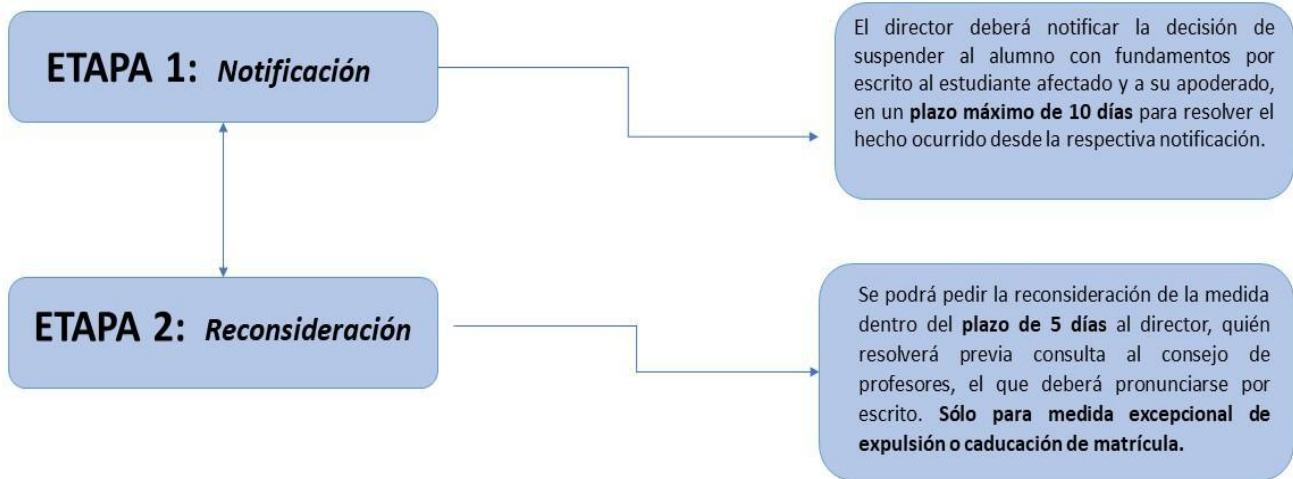 ETAPA 1: Notificación
El director deberá notificar la decisión de
suspender al alumno con fundamentos por
escrito al estudiante afectado y a su apoderado,
en un plazo máximo de 10 días para resolver el
hecho ocurrido desde la respectiva notificación.
ETAPA 2: Reconsideración
Se podrá pedir la reconsideración de la medida
dentro del plazo de 5 días al director, quién
resolverá previa consulta al consejo de
profesores, el que deberá pronunciarse por
escrito. Sólo para medida excepcional de
expulsión o caducación de matrícula.